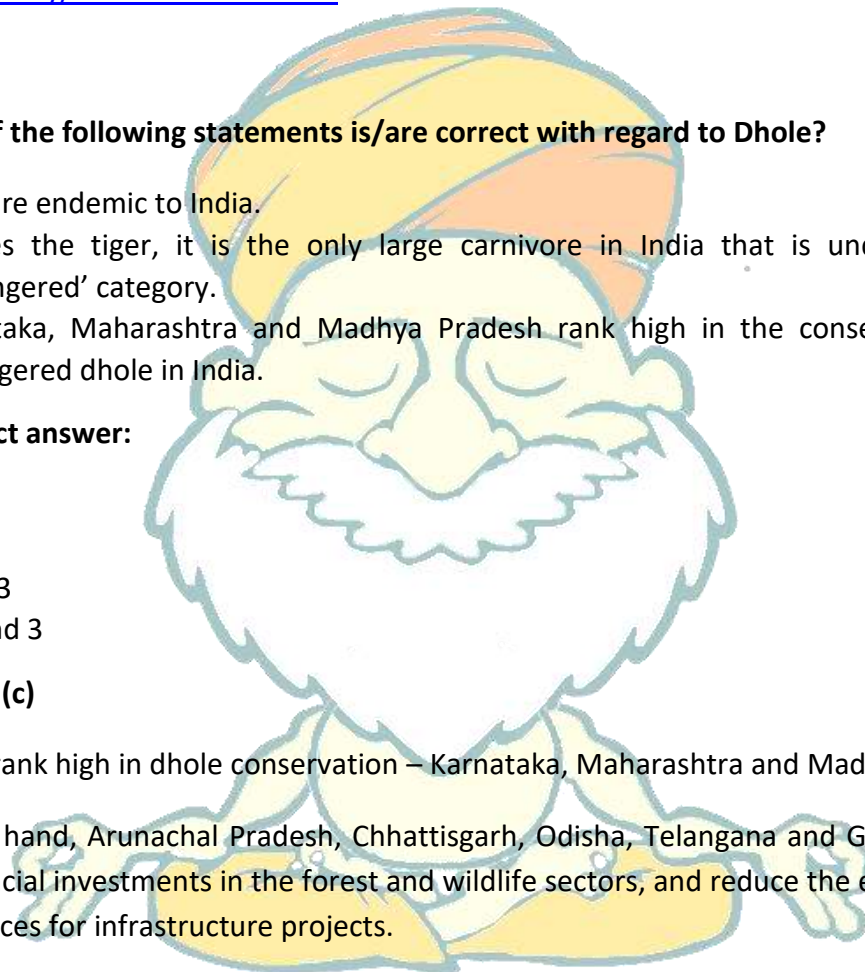 f the following statements is/are correct with regard to Dhole?
re endemic to India.
es the tiger, it is the only large carnivore in India that is un
ngered’ category.
taka, Maharashtra and Madhya Pradesh rank high in the conse
gered dhole in India.
ct answer:
3
nd 3
(c)
rank high in dhole conservation – Karnataka, Maharashtra and Mad
hand, Arunachal Pradesh, Chhattisgarh, Odisha, Telangana and G
cial investments in the forest and wildlife sectors, and reduce the e
ces for infrastructure projects.